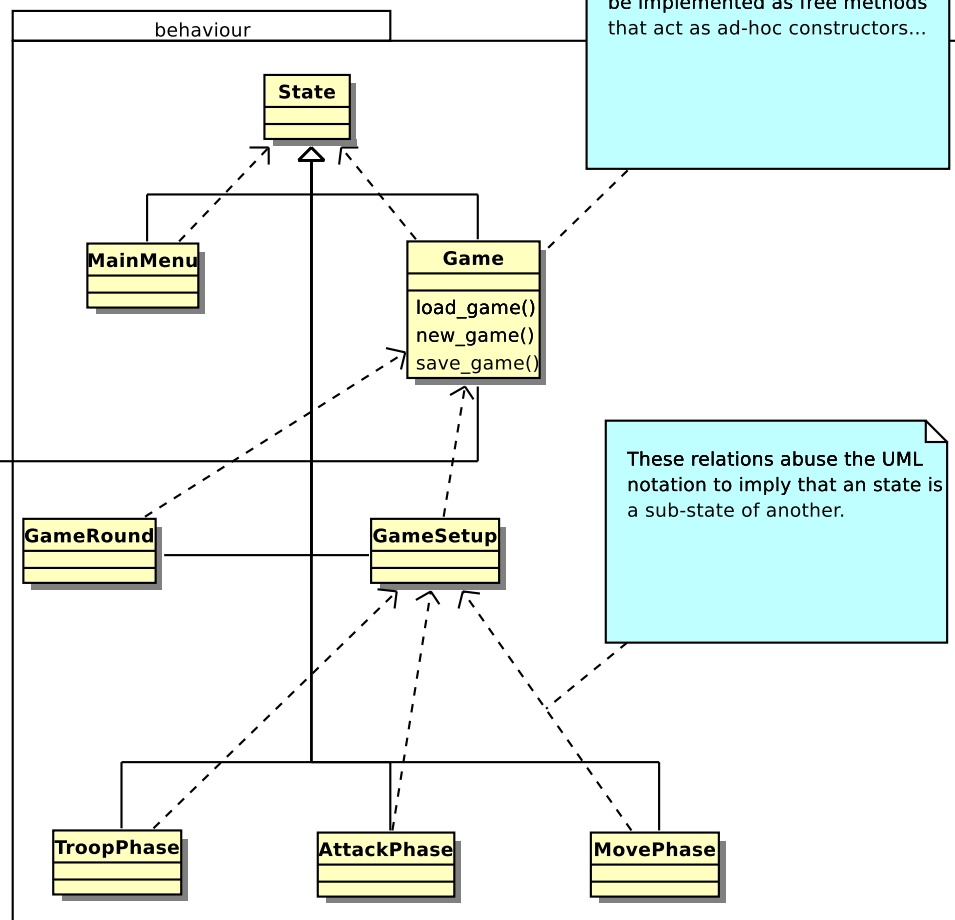 be implemented as free methods
that act as ad-hoc constructors...
behaviour
State
MainMenu
Game
load_game()
new_game()
save_game()
These relations abuse the UML
notation to imply that an state is
a sub-state of another.
GameRound
GameSetup
TroopPhase
AttackPhase
MovePhase